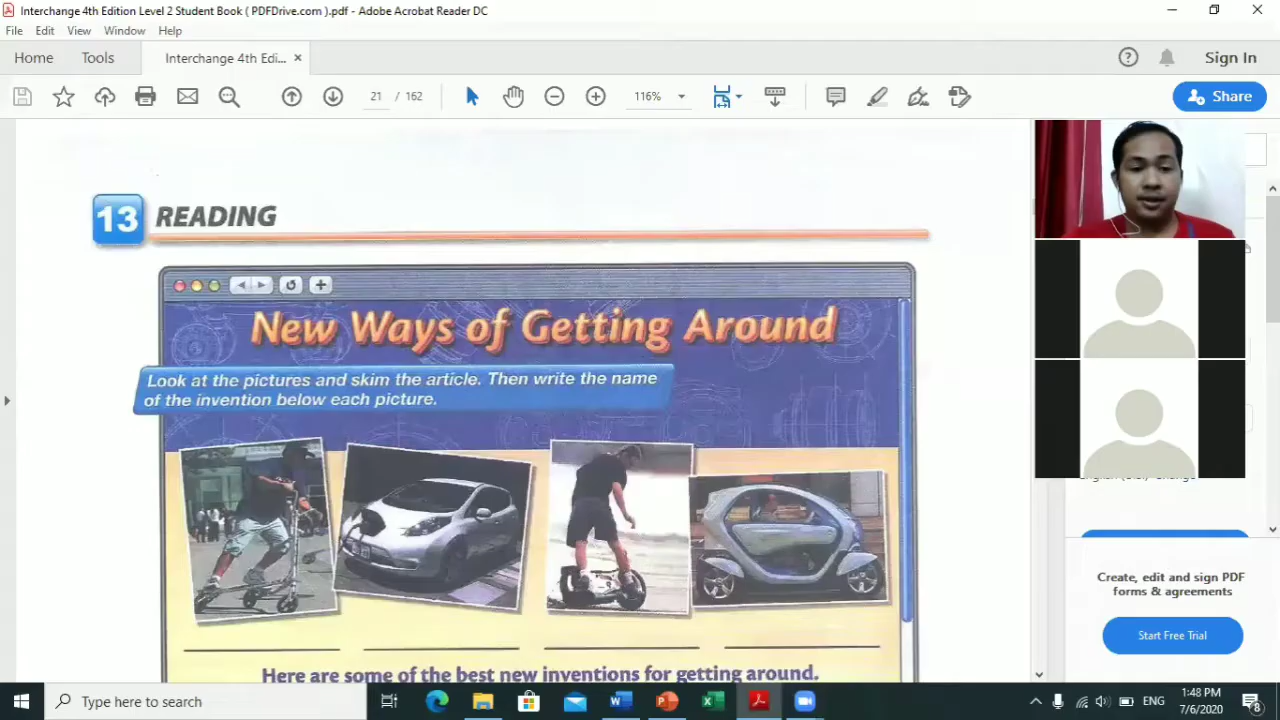 Interchange 4th Edition Level 2 Student Book ( PDFDrive.com ).pdf - Adobe Acrobat Reader DC
File Edit View Window Help
Home Tools Interchange 4th Edi... × Sign In
21 / 162 116% Share
13 READING
New Ways of Getting Around
Look at the pictures and skim the article. Then write the name
of the invention below each picture.
Here are some of the best new inventions for getting around.
Change
Create, edit and sign PDF
forms & agreements
Start Free Trial
Type here to search
ENG
1:48 PM
7/6/2020
8